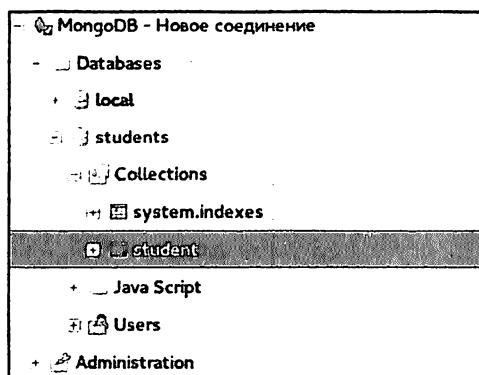 MongoDB - Новое соединение
Databases
local
students
Collections
system.indexes
student
Java Script
Users
Administration